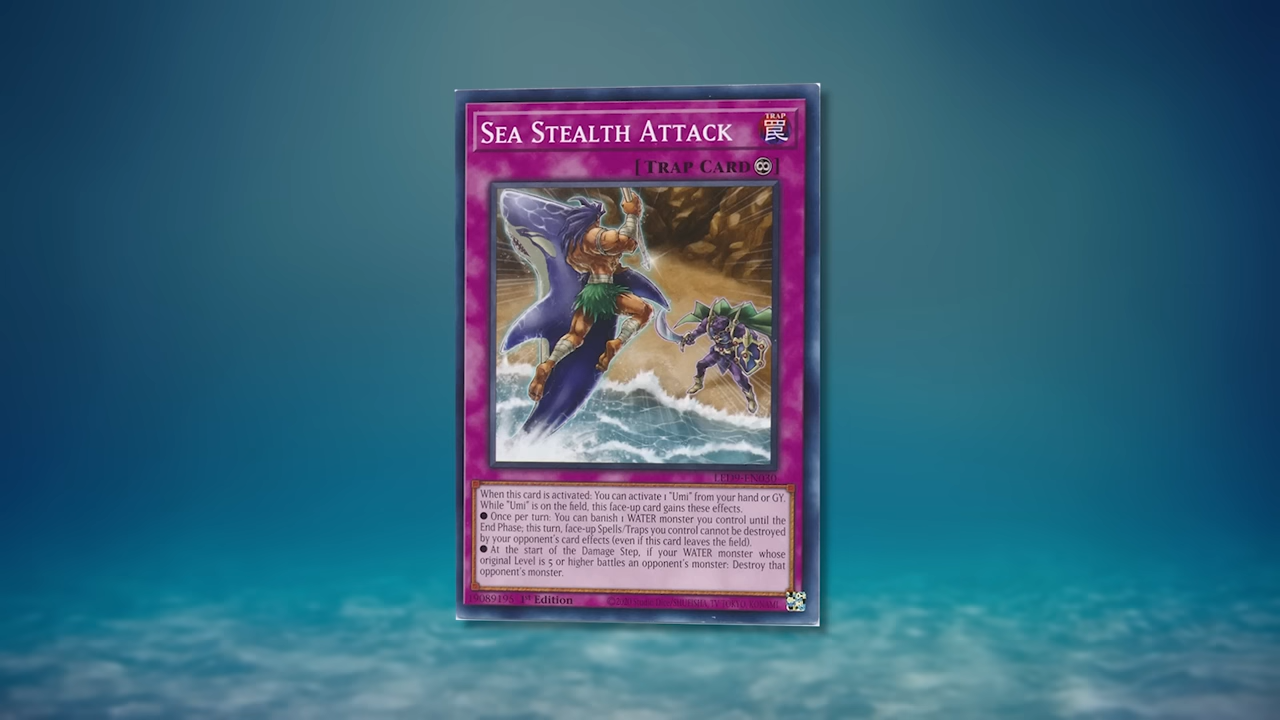 SEA STEALTH ATTACK
TRAP
罠
[TRAP CARD]
LED9-EN030
When this card is activated: You can activate 1 "Umi" from your hand or GY.
While "Umi" is on the field, this face-up card gains these effects.
● Once per turn: You can banish 1 WATER monster you control until the
End Phase; this turn, face-up Spells/Traps you control cannot be destroyed
by your opponent's card effects (even if this card leaves the field).
● At the start of the Damage Step, if your WATER monster whose
original Level is 5 or higher battles an opponent's monster: Destroy that
opponent's monster.
19089195 1st Edition